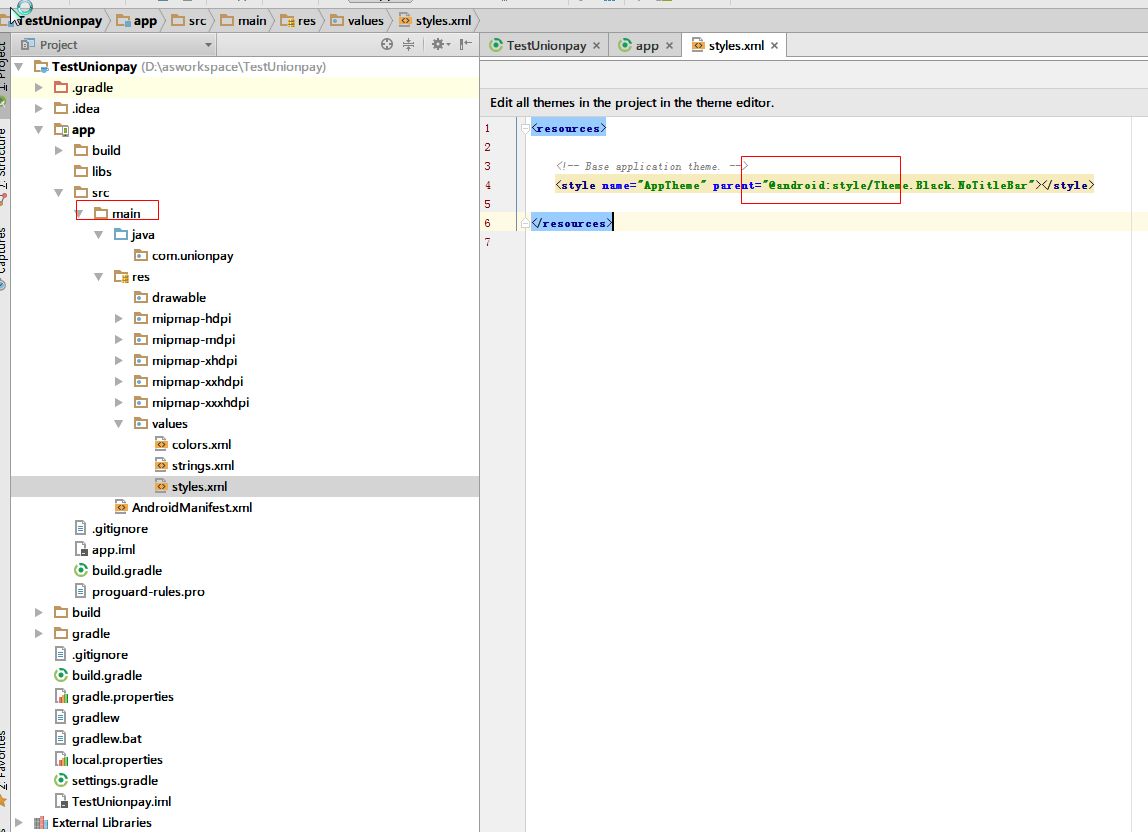 TestUnionpay app src main res values styles.xml
Project
TestUnionpay app styles.xml
TestUnionpay (D:\asworkspace\TestUnionpay)
.gradle
.idea
app
build
libs
src
main
java
com.unionpay
res
drawable
mipmap-hdpi
mipmap-mdpi
mipmap-xhdpi
mipmap-xxhdpi
mipmap-xxxhdpi
values
colors.xml
strings.xml
styles.xml
AndroidManifest.xml
.gitignore
app.iml
build.gradle
proguard-rules.pro
build
gradle
.gitignore
build.gradle
gradle.properties
gradlew
gradlew.bat
local.properties
settings.gradle
TestUnionpay.iml
External Libraries
Edit all themes in the project in the theme editor.
1 <resources>
2
3 <!-- Base application theme. -->
4 <style name="AppTheme" parent="@android:style/Theme.Black.NoTitleBar"></style>
5
6 </resources>
7
1: Project
7: Structure
Captures
2: Favorites